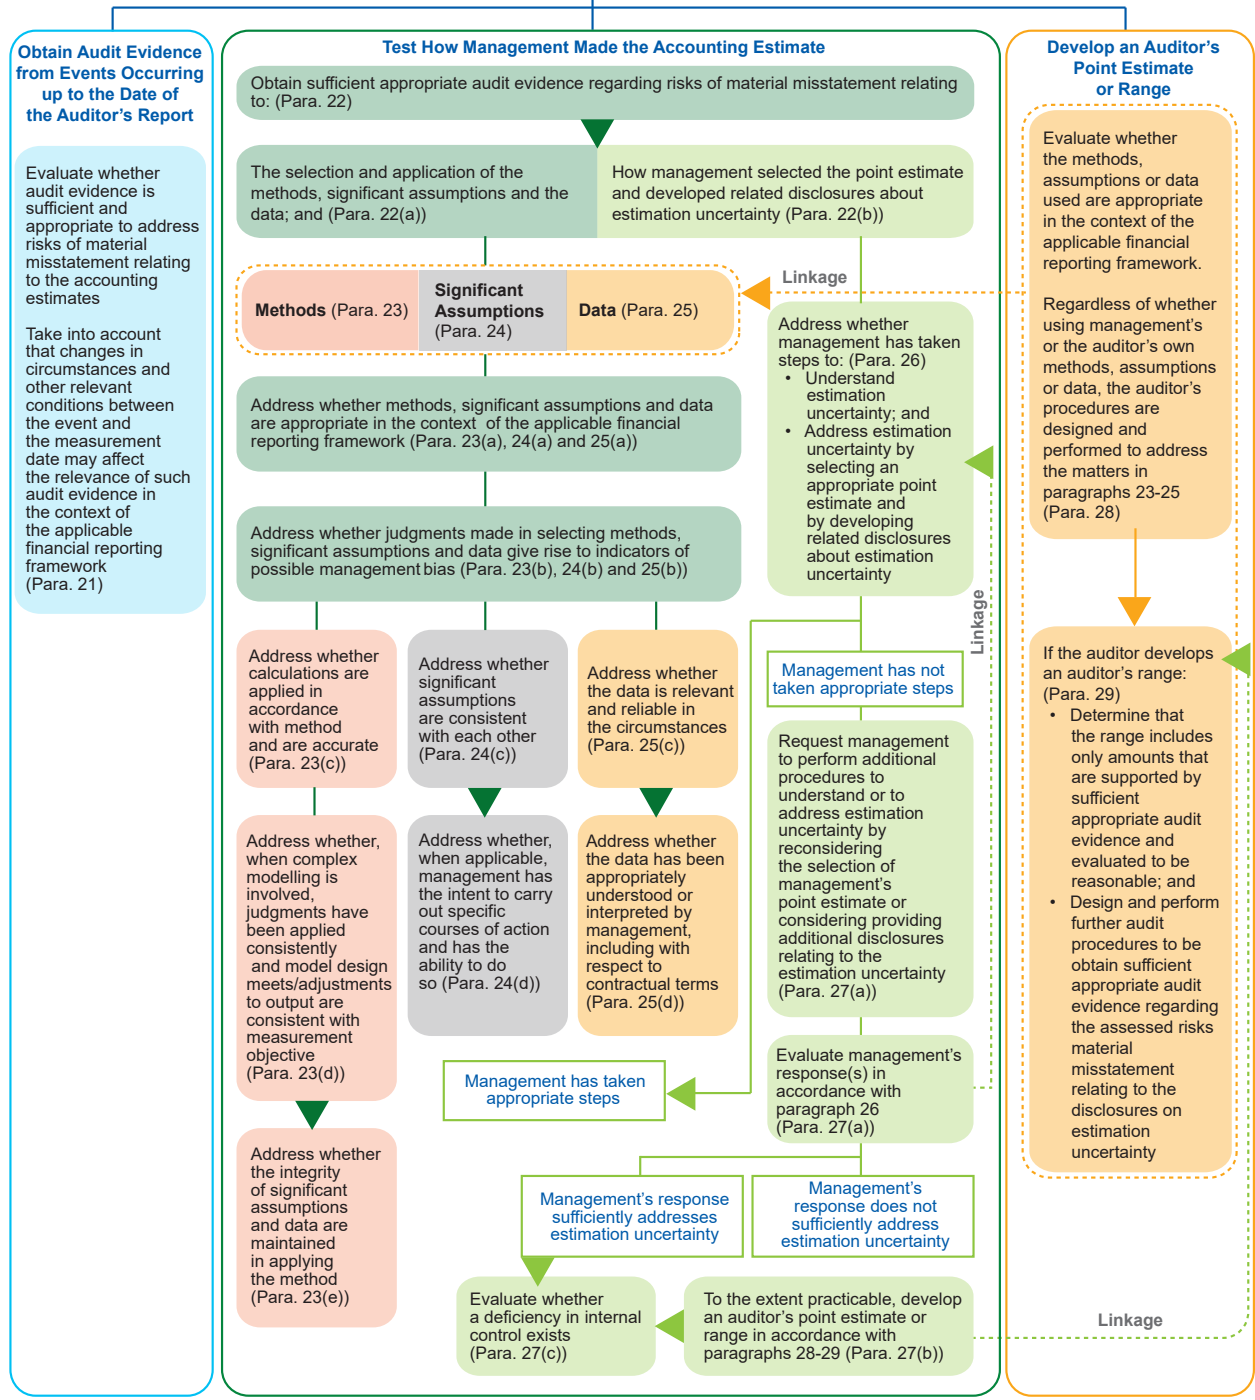 Obtain Audit Evidence
from Events Occurring
up to the Date of
the Auditor's Report
Evaluate whether
audit evidence is
sufficient and
appropriate to address
risks of material
misstatement relating
to the accounting
estimates
Take into account
that changes in
circumstances and
other relevant
conditions between
the event and
the measurement
date may affect
the relevance of such
audit evidence in
the context of
the applicable
financial reporting
framework
(Para. 21)
Test How Management Made the Accounting Estimate
Obtain sufficient appropriate audit evidence regarding risks of material misstatement relating
to: (Para. 22)
The selection and application of the
methods, significant assumptions and the
data; and (Para. 22(a))
How management selected the point estimate
and developed related disclosures about
estimation uncertainty (Para. 22(b))
Linkage
Methods (Para. 23)
Significant
Assumptions
(Para. 24)
Data (Para. 25)
Address whether methods, significant assumptions and data
are appropriate in the context of the applicable financial
reporting framework (Para. 23(a), 24(a) and 25(a))
Address whether judgments made in selecting methods,
significant assumptions and data give rise to indicators of
possible management bias (Para. 23(b), 24(b) and 25(b))
Address whether
calculations are
applied in
accordance
with method
and are accurate
(Para. 23(c))
Address whether
significant
assumptions
are consistent
with each other
(Para. 24(c))
Address whether
the data is relevant
and reliable in
the circumstances
(Para. 25(c))
Address whether,
when complex
modelling is
involved,
judgments have
been applied
consistently
and model design
meets/adjustments
to output are
consistent with
measurement
objective
(Para. 23(d))
Address whether,
when applicable,
management has
the intent to carry
out specific
courses of action
and has the
ability to do
so (Para. 24(d))
Address whether
the data has been
appropriately
understood or
interpreted by
management,
including with
respect to
contractual terms
(Para. 25(d))
Address whether
the integrity
of significant
assumptions
and data are
maintained
in applying
the method
(Para. 23(e))
Address whether
management has taken
steps to: (Para. 26)
• Understand
estimation
uncertainty; and
• Address estimation
uncertainty by
selecting an
appropriate point
estimate and
by developing
related disclosures
about estimation
uncertainty
Linkage
Management has not
taken appropriate steps
Request management
to perform additional
procedures to
understand or to
address estimation
uncertainty by
reconsidering
the selection of
management's
point estimate or
considering providing
additional disclosures
relating to the
estimation uncertainty
(Para. 27(a))
Management has taken
appropriate steps
Evaluate management's
response(s) in
accordance with
paragraph 26
(Para. 27(a))
Management's response
sufficiently addresses
estimation uncertainty
Management's
response does not
sufficiently address
estimation uncertainty
Evaluate whether
a deficiency in internal
control exists
(Para. 27(c))
To the extent practicable, develop
an auditor's point estimate or
range in accordance with
paragraphs 28-29 (Para. 27(b))
Linkage
Develop an Auditor's
Point Estimate
or Range
Evaluate whether
the methods,
assumptions or data
used are appropriate
in the context of the
applicable financial
reporting framework.
Regardless of whether
using management's
or the auditor's own
methods, assumptions
or data, the auditor's
procedures are
designed and
performed to address
the matters in
paragraphs 23-25
(Para. 28)
If the auditor develops
an auditor's range:
(Para. 29)
• Determine that
the range includes
only amounts that
are supported by
sufficient
appropriate audit
evidence and
evaluated to be
reasonable; and
• Design and perform
further audit
procedures to be
obtain sufficient
appropriate audit
evidence regarding
the assessed risks
material
misstatement
relating to the
disclosures on
estimation
uncertainty